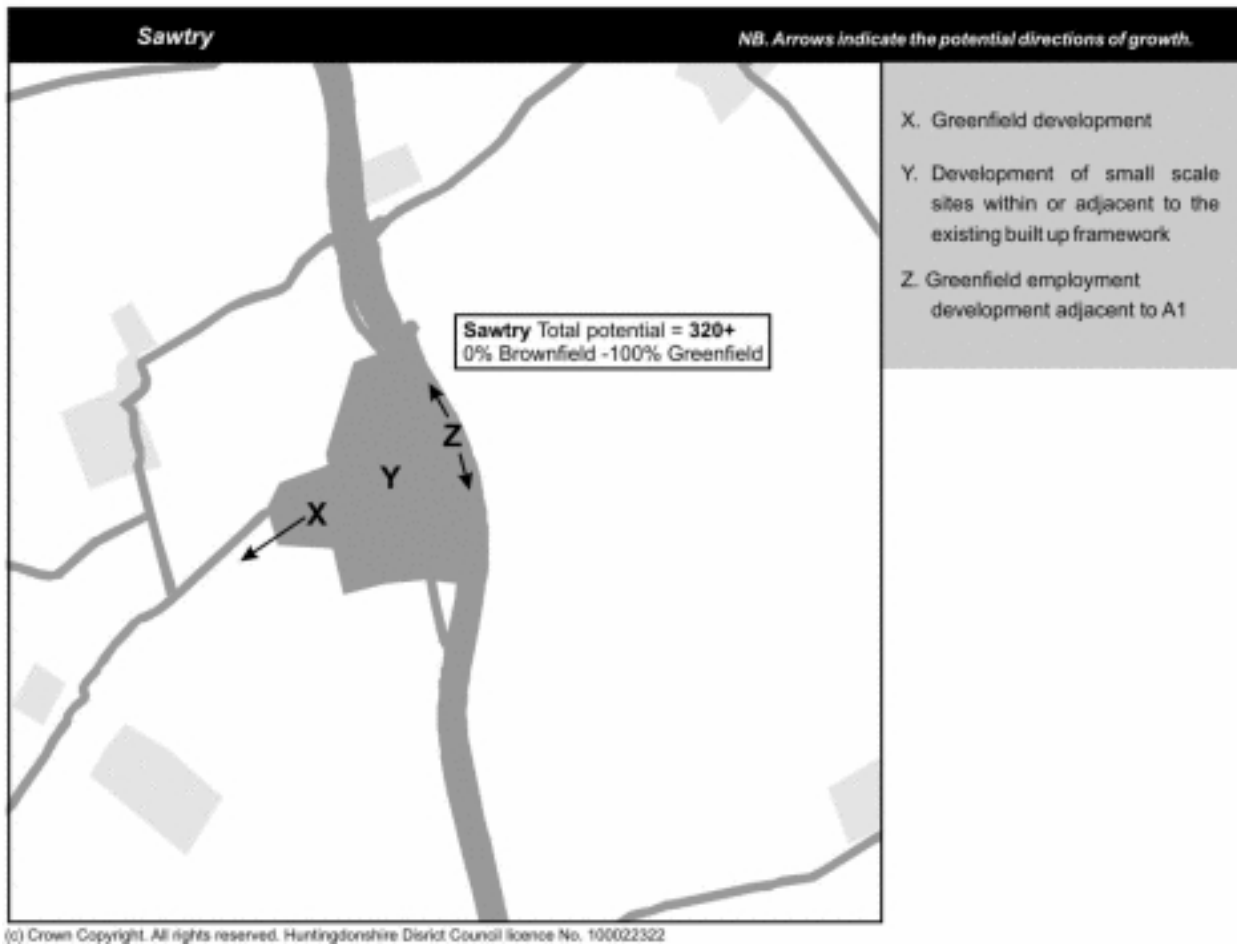 Sawtry
NB. Arrows indicate the potential directions of growth.
X. Greenfield development
Y. Development of small scale
sites within or adjacent to the
existing built up framework
Z. Greenfield employment
development adjacent to A1
Sawtry Total potential = 320+
0% Brownfield -100% Greenfield
Z
Y
X
(c) Crown Copyright. All rights reserved. Huntingdonshire Disrict Council licence No. 100022322